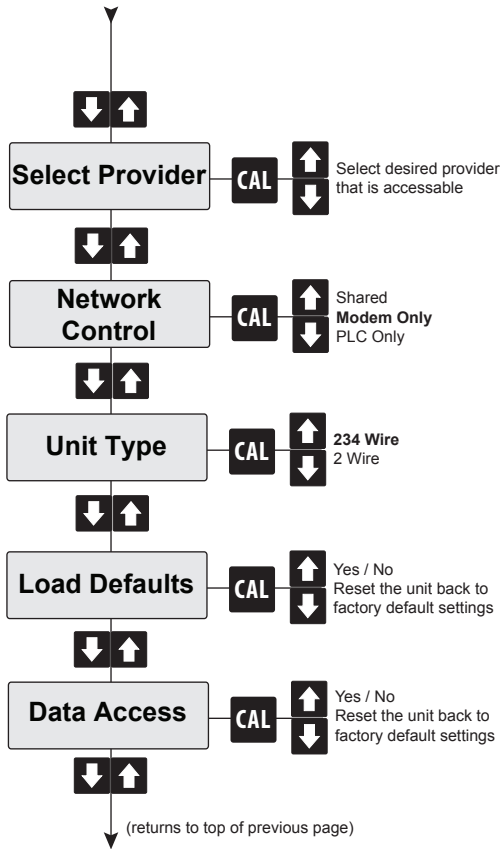 Select Provider
CAL
Select desired provider
that is accessable
Network
Control
CAL
Shared
Modem Only
PLC Only
Unit Type
CAL
234 Wire
2 Wire
Load Defaults
CAL
Yes / No
Reset the unit back to
factory default settings
Data Access
CAL
Yes / No
Reset the unit back to
factory default settings
(returns to top of previous page)